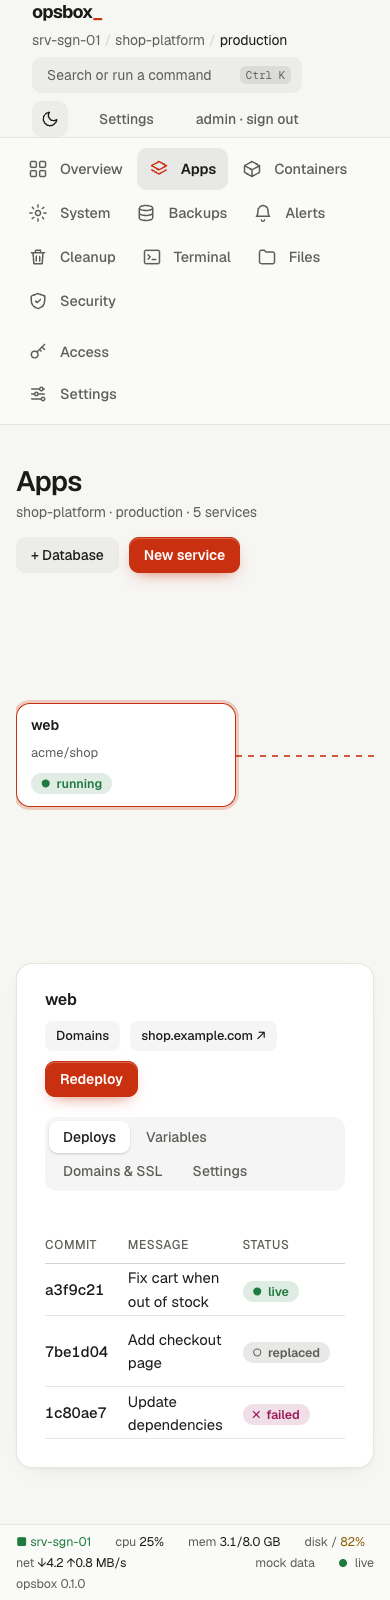 opsbox_
srv-sgn-01 / shop-platform / production
Search or run a command Ctrl K
Settings admin · sign out
Overview Apps Containers
System Backups Alerts
Cleanup Terminal Files
Security
Access
Settings
Apps
shop-platform · production · 5 services
+ Database New service
web
acme/shop
running
web
Domains shop.example.com ↗
Redeploy
Deploys Variables
Domains & SSL Settings
COMMIT MESSAGE STATUS
a3f9c21 Fix cart when out of stock live
7be1d04 Add checkout page replaced
1c80ae7 Update dependencies failed
srv-sgn-01 cpu 25% mem 3.1/8.0 GB disk / 82%
net ↓4.2 ↑0.8 MB/s mock data live
opsbox 0.1.0